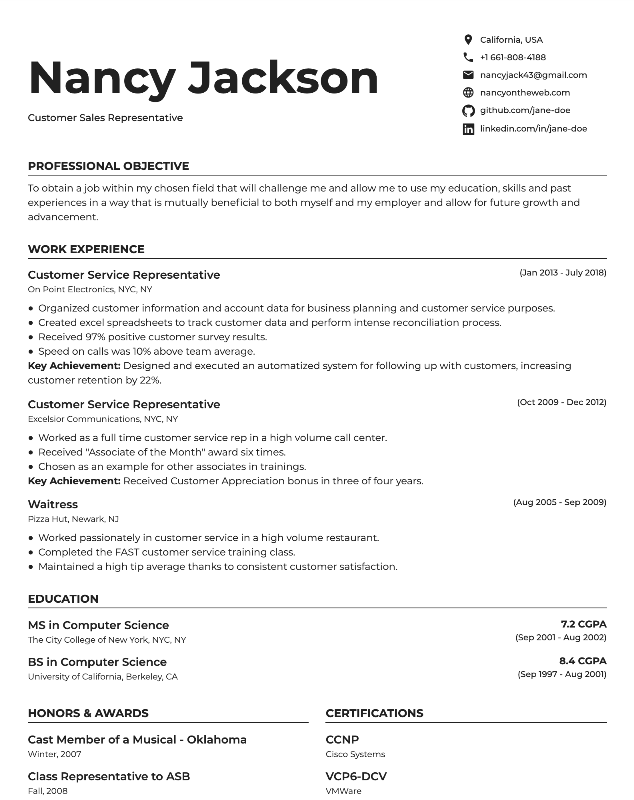 Nancy Jackson
Customer Sales Representative
California, USA
+1 661-808-4188
nancyjack43@gmail.com
nancyontheweb.com
github.com/jane-doe
linkedin.com/in/jane-doe
PROFESSIONAL OBJECTIVE
To obtain a job within my chosen field that will challenge me and allow me to use my education, skills and past
experiences in a way that is mutually beneficial to both myself and my employer and allow for future growth and
advancement.
WORK EXPERIENCE
Customer Service Representative (Jan 2013 - July 2018)
On Point Electronics, NYC, NY
● Organized customer information and account data for business planning and customer service purposes.
● Created excel spreadsheets to track customer data and perform intense reconciliation process.
● Received 97% positive customer survey results.
● Speed on calls was 10% above team average.
Key Achievement: Designed and executed an automatized system for following up with customers, increasing
customer retention by 22%.
Customer Service Representative (Oct 2009 - Dec 2012)
Excelsior Communications, NYC, NY
● Worked as a full time customer service rep in a high volume call center.
● Received "Associate of the Month" award six times.
● Chosen as an example for other associates in trainings.
Key Achievement: Received Customer Appreciation bonus in three of four years.
Waitress (Aug 2005 - Sep 2009)
Pizza Hut, Newark, NJ
● Worked passionately in customer service in a high volume restaurant.
● Completed the FAST customer service training class.
● Maintained a high tip average thanks to consistent customer satisfaction.
EDUCATION
MS in Computer Science 7.2 CGPA
The City College of New York, NYC, NY (Sep 2001 - Aug 2002)
BS in Computer Science 8.4 CGPA
University of California, Berkeley, CA (Sep 1997 - Aug 2001)
HONORS & AWARDS
Cast Member of a Musical - Oklahoma
Winter, 2007
Class Representative to ASB
Fall, 2008
CERTIFICATIONS
CCNP
Cisco Systems
VCP6-DCV
VMWare